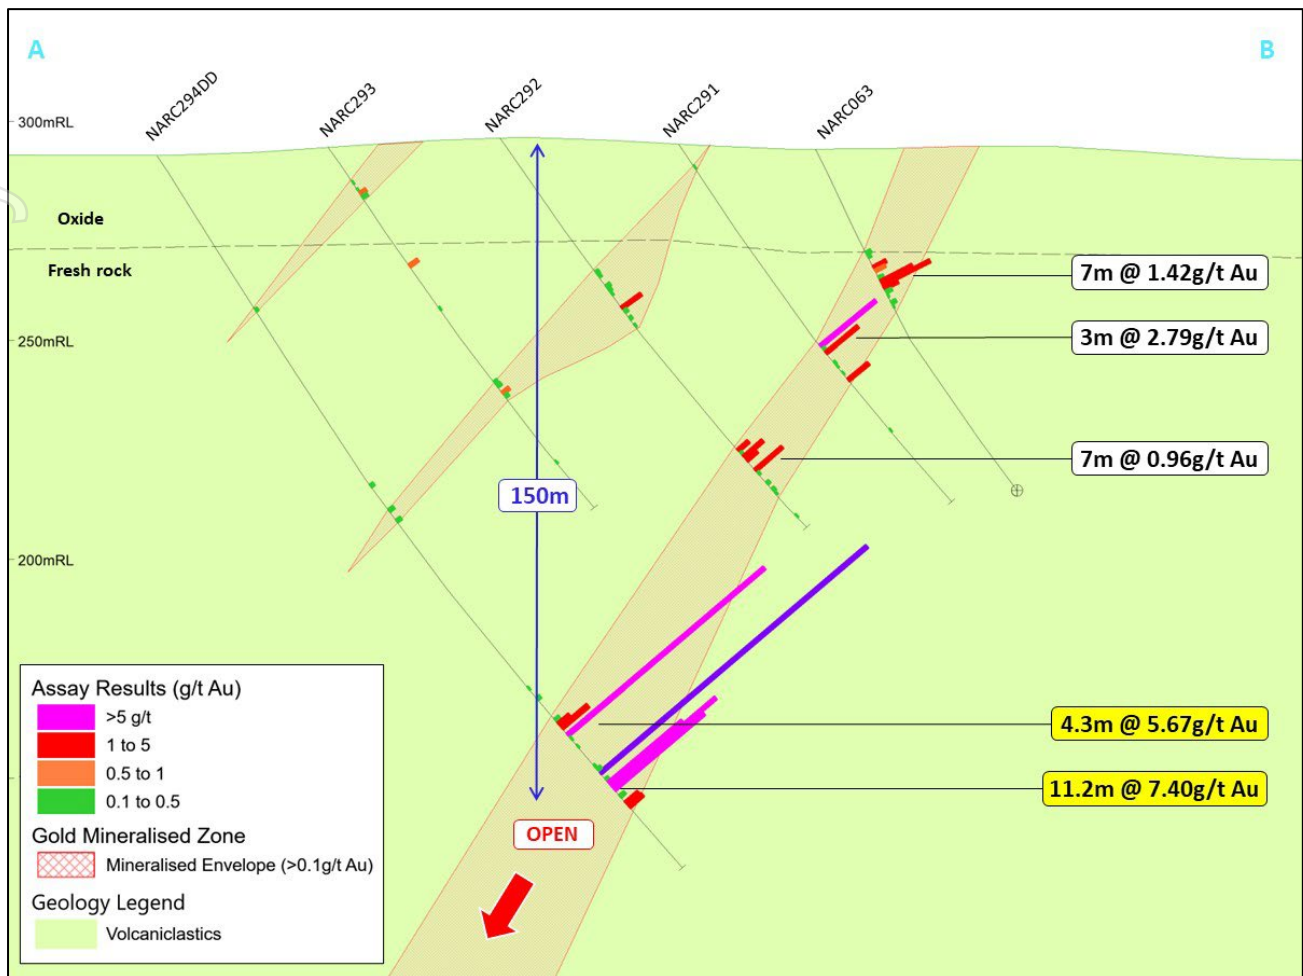 A
B
NARC294DD
NARC293
NARC292
NARC291
NARC063
300mRL
Oxide
Fresh rock
7m @ 1.42g/t Au
3m @ 2.79g/t Au
250mRL
7m @ 0.96g/t Au
150m
200mRL
4.3m @ 5.67g/t Au
11.2m @ 7.40g/t Au
OPEN
Assay Results (g/t Au)
>5 g/t
1 to 5
0.5 to 1
0.1 to 0.5
Gold Mineralised Zone
Mineralised Envelope (>0.1g/t Au)
Geology Legend
Volcaniclastics